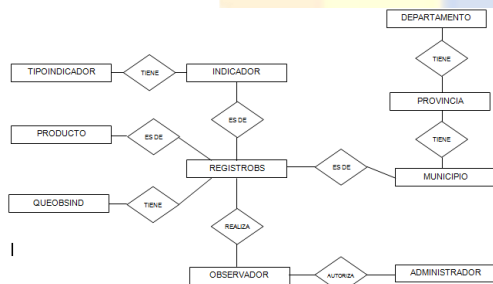 DEPARTAMENTO
TIENE
TIPOINDICADOR
TIENE
INDICADOR
PROVINCIA
ES DE
TIENE
PRODUCTO
ES DE
REGISTROBS
ES DE
MUNICIPIO
QUEOBSIND
TIENE
REALIZA
OBSERVADOR
AUTORIZA
ADMINISTRADOR